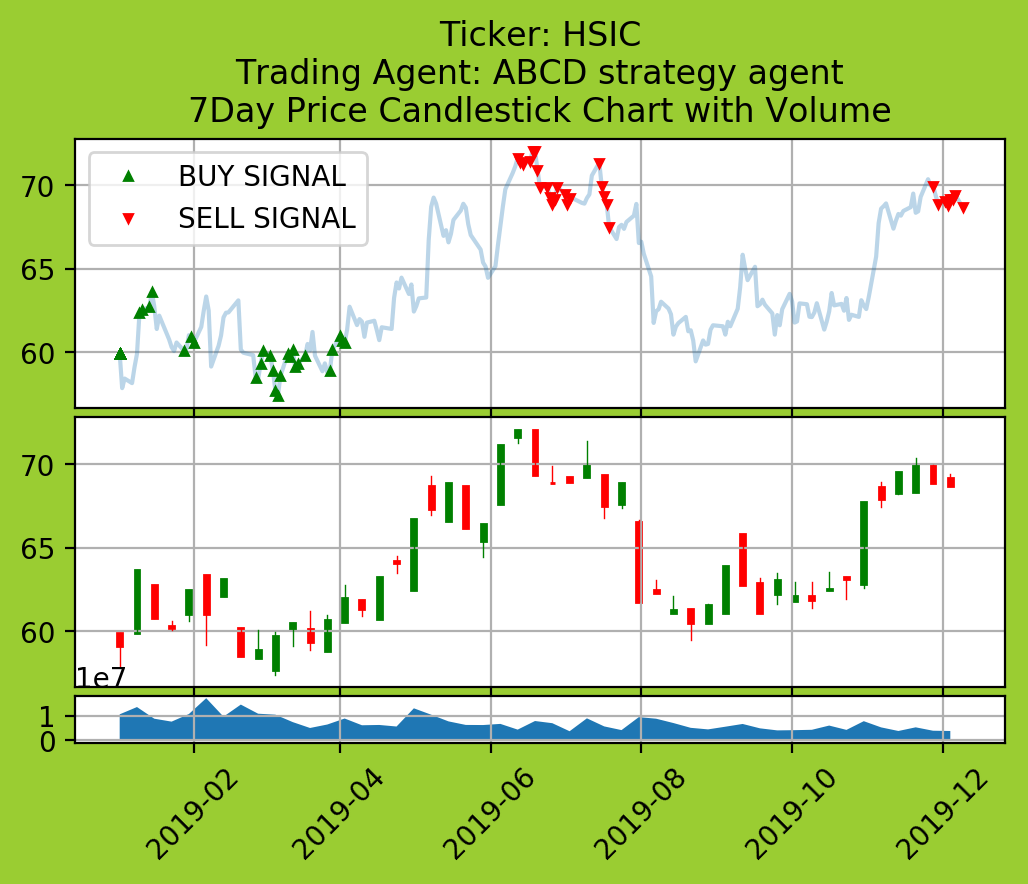 Ticker: HSIC
Trading Agent: ABCD strategy agent
7Day Price Candlestick Chart with Volume
BUY SIGNAL
SELL SIGNAL
70
65
60
70
65
60
1e7
1
0
2019-02
2019-04
2019-06
2019-08
2019-10
2019-12